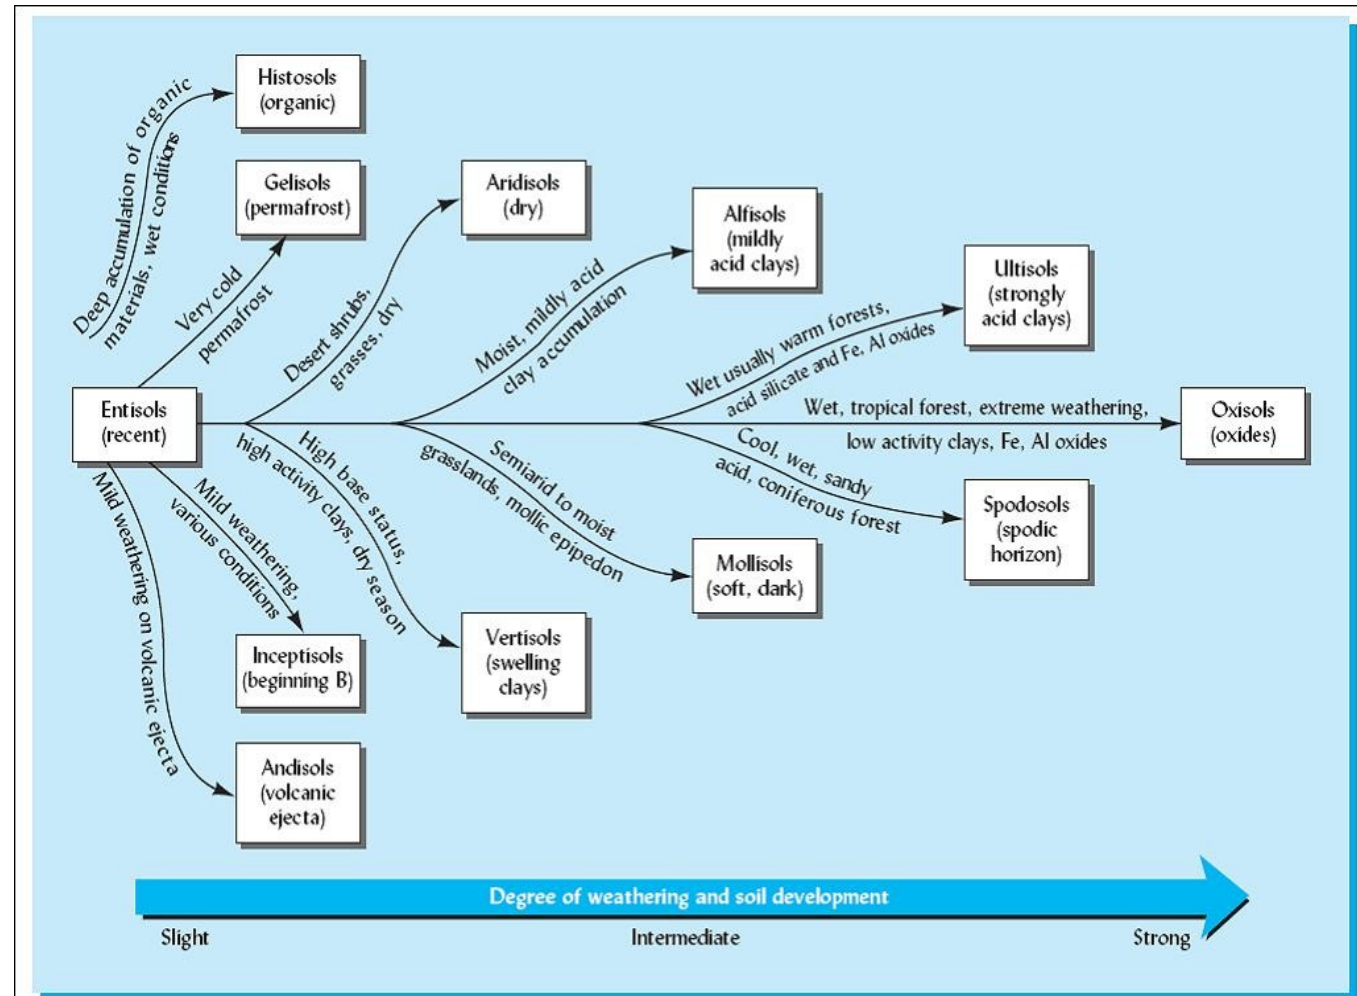 Histosols
(organic)
Deep accumulation of organic
materials, wet conditions
Gelisols
(permafrost)
Very cold
permafrost
Aridisols
(dry)
Desert shrubs,
grasses, dry
Alfisols
(mildly
acid clays)
Moist, mildly acid
clay accumulation
Ultisols
(strongly
acid clays)
Wet usually warm forests,
acid silicate and Fe, Al oxides
Entisols
(recent)
Wet, tropical forest, extreme weathering,
low activity clays, Fe, Al oxides
Oxisols
(oxides)
Cool, wet, sandy
acid, coniferous forest
Spodosols
(spodic
horizon)
Semiarid to moist
grasslands, mollic epipedon
Mollisols
(soft, dark)
High base status,
high activity clays, dry season
Vertisols
(swelling
clays)
Mild weathering,
various conditions
Inceptisols
(beginning B)
Mild weathering on volcanic ejecta
Andisols
(volcanic
ejecta)
Degree of weathering and soil development
Slight
Intermediate
Strong